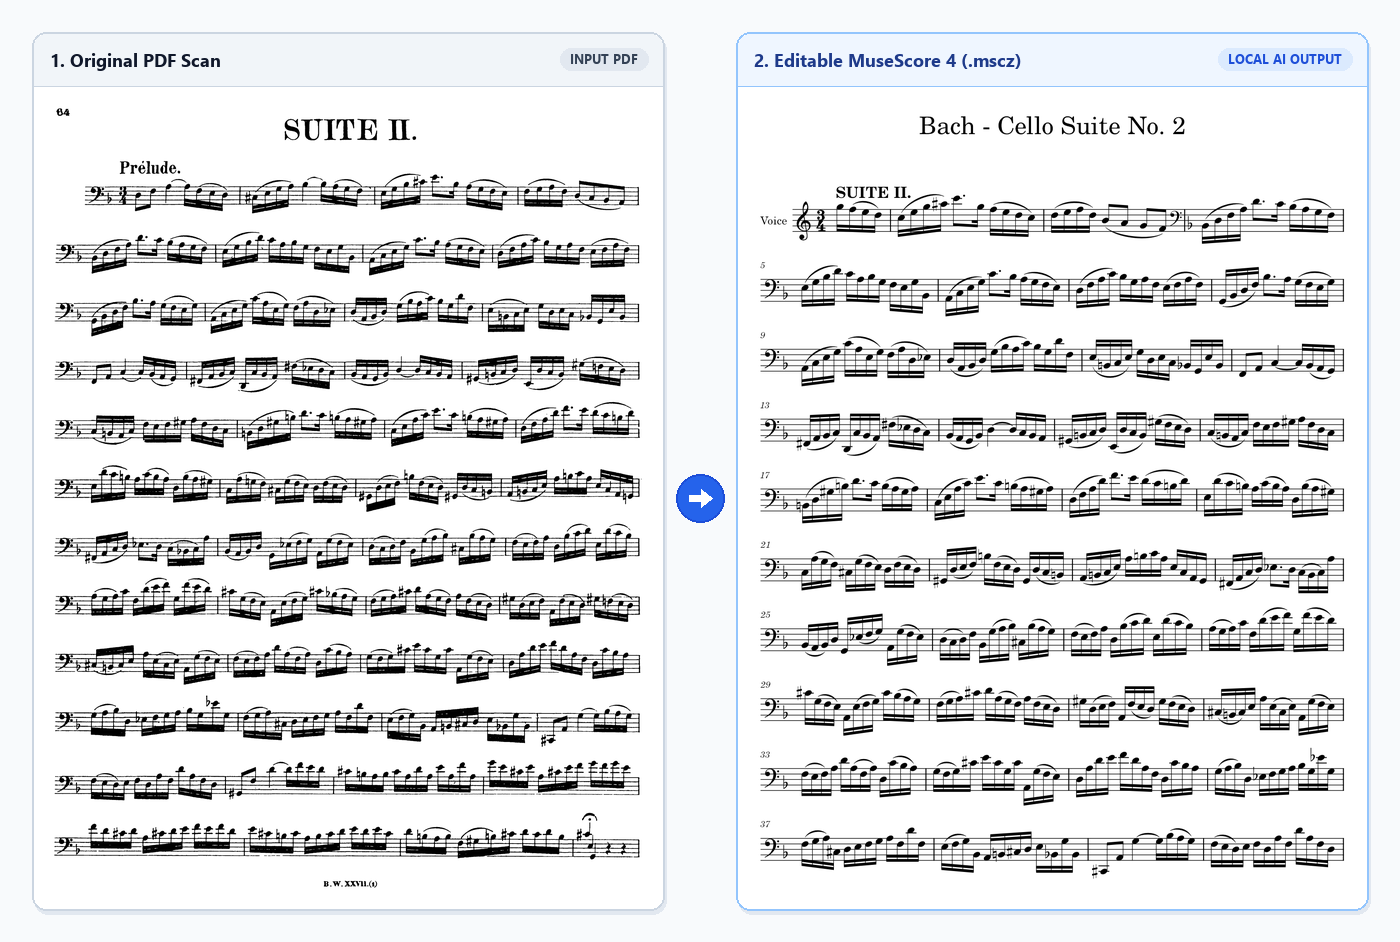 1. Original PDF Scan
INPUT PDF
64
SUITE II.
Prélude.
B.W. XXVII.(1)
2. Editable MuseScore 4 (.mscz)
LOCAL AI OUTPUT
Bach - Cello Suite No. 2
SUITE II.
Voice
5
9
13
17
21
25
29
33
37